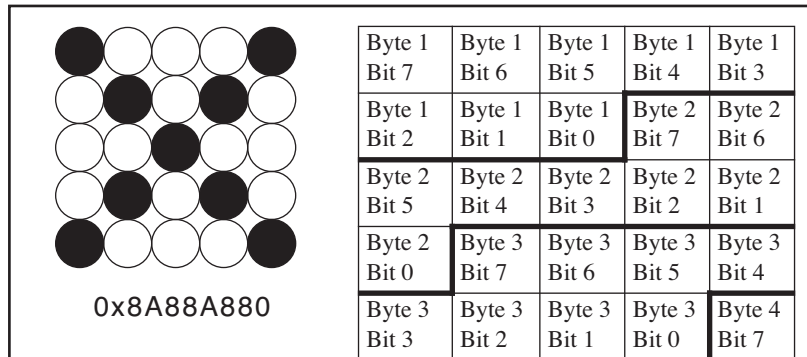 Byte 1 Byte 1 Byte 1 Byte 1 Byte 1
Bit 7 Bit 6 Bit 5 Bit 4 Bit 3
Byte 1 Byte 1 Byte 1 Byte 2 Byte 2
Bit 2 Bit 1 Bit 0 Bit 7 Bit 6
Byte 2 Byte 2 Byte 2 Byte 2 Byte 2
Bit 5 Bit 4 Bit 3 Bit 2 Bit 1
Byte 2 Byte 3 Byte 3 Byte 3 Byte 3
Bit 0 Bit 7 Bit 6 Bit 5 Bit 4
Byte 3 Byte 3 Byte 3 Byte 3 Byte 4
Bit 3 Bit 2 Bit 1 Bit 0 Bit 7
0x8A88A880